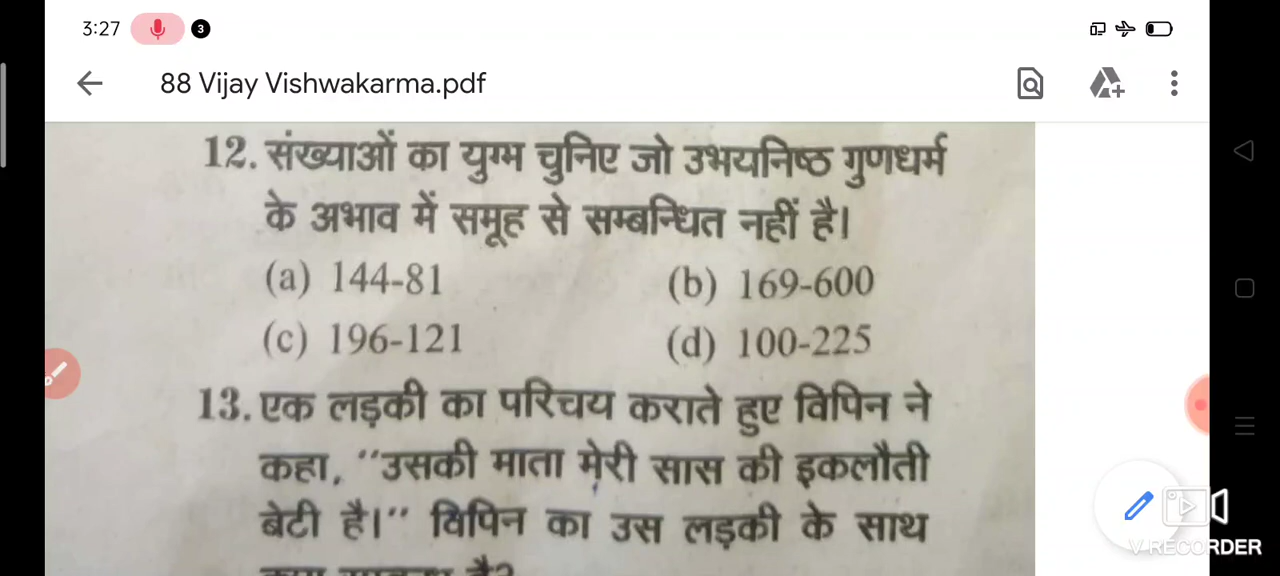 3:27 3
88 Vijay Vishwakarma.pdf
12. संख्याओं का युग्म चुनिए जो उभयनिष्ठ गुणधर्म
के अभाव में समूह से सम्बन्धित नहीं है।
(a) 144-81 (b) 169-600
(c) 196-121 (d) 100-225
13. एक लड़की का परिचय कराते हुए विपिन ने
कहा, ‘‘उसकी माता मेरी सास की इकलौती
बेटी है।’’ विपिन का उस लड़की के साथ
है?
V RECORDER